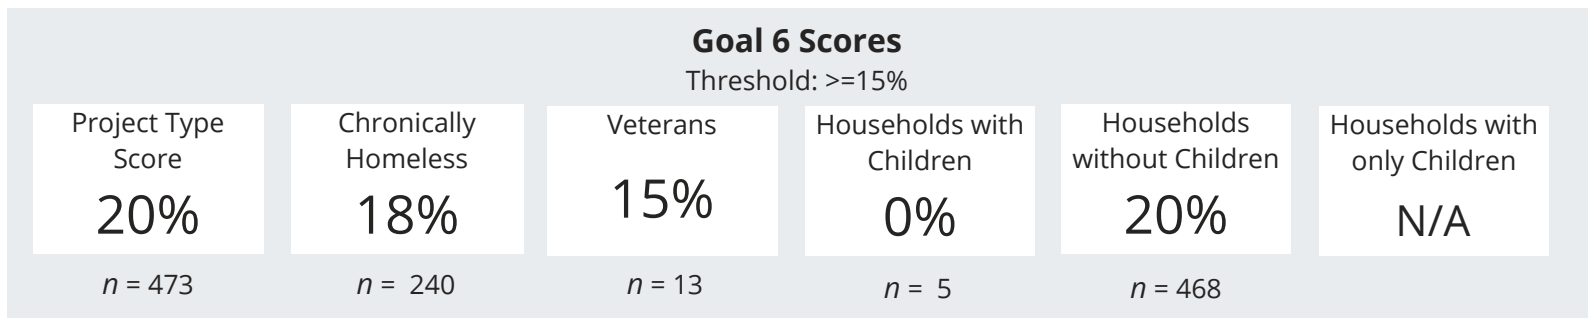 Goal 6 Scores
Threshold: >=15%
Project Type
Score
20%
n = 473
Chronically
Homeless
18%
n = 240
Veterans
15%
n = 13
Households with
Children
0%
n = 5
Households
without Children
20%
n = 468
Households with
only Children
N/A